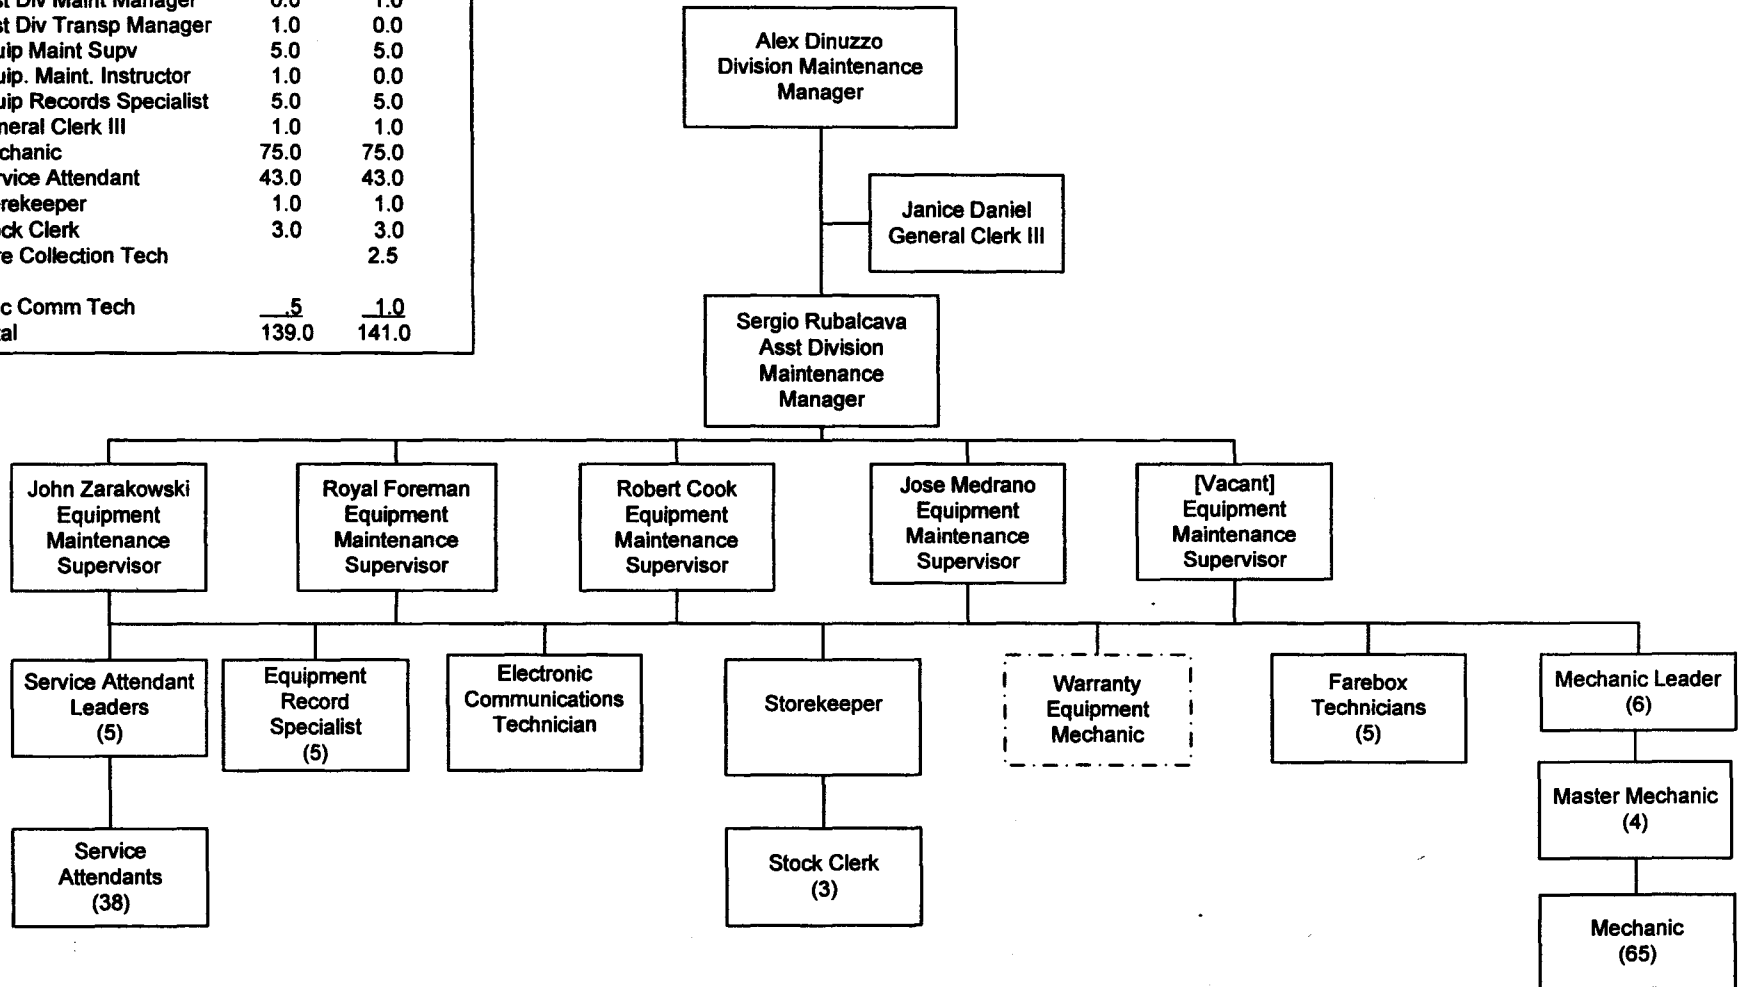 st Div Maint Manager 0.0 1.0
st Div Transp Manager 1.0 0.0
uip Maint Supv 5.0 5.0
uip. Maint. Instructor 1.0 0.0
uip Records Specialist 5.0 5.0
neral Clerk III 1.0 1.0
chanic 75.0 75.0
rvice Attendant 43.0 43.0
rekeeper 1.0 1.0
ck Clerk 3.0 3.0
re Collection Tech 2.5
c Comm Tech .5 1.0
tal 139.0 141.0
Alex Dinuzzo
Division Maintenance
Manager
Janice Daniel
General Clerk III
Sergio Rubalcava
Asst Division
Maintenance
Manager
John Zarakowski
Equipment
Maintenance
Supervisor
Royal Foreman
Equipment
Maintenance
Supervisor
Robert Cook
Equipment
Maintenance
Supervisor
Jose Medrano
Equipment
Maintenance
Supervisor
[Vacant]
Equipment
Maintenance
Supervisor
Service Attendant
Leaders
(5)
Equipment
Record
Specialist
(5)
Electronic
Communications
Technician
Storekeeper
Warranty
Equipment
Mechanic
Farebox
Technicians
(5)
Mechanic Leader
(6)
Master Mechanic
(4)
Service
Attendants
(38)
Stock Clerk
(3)
Mechanic
(65)